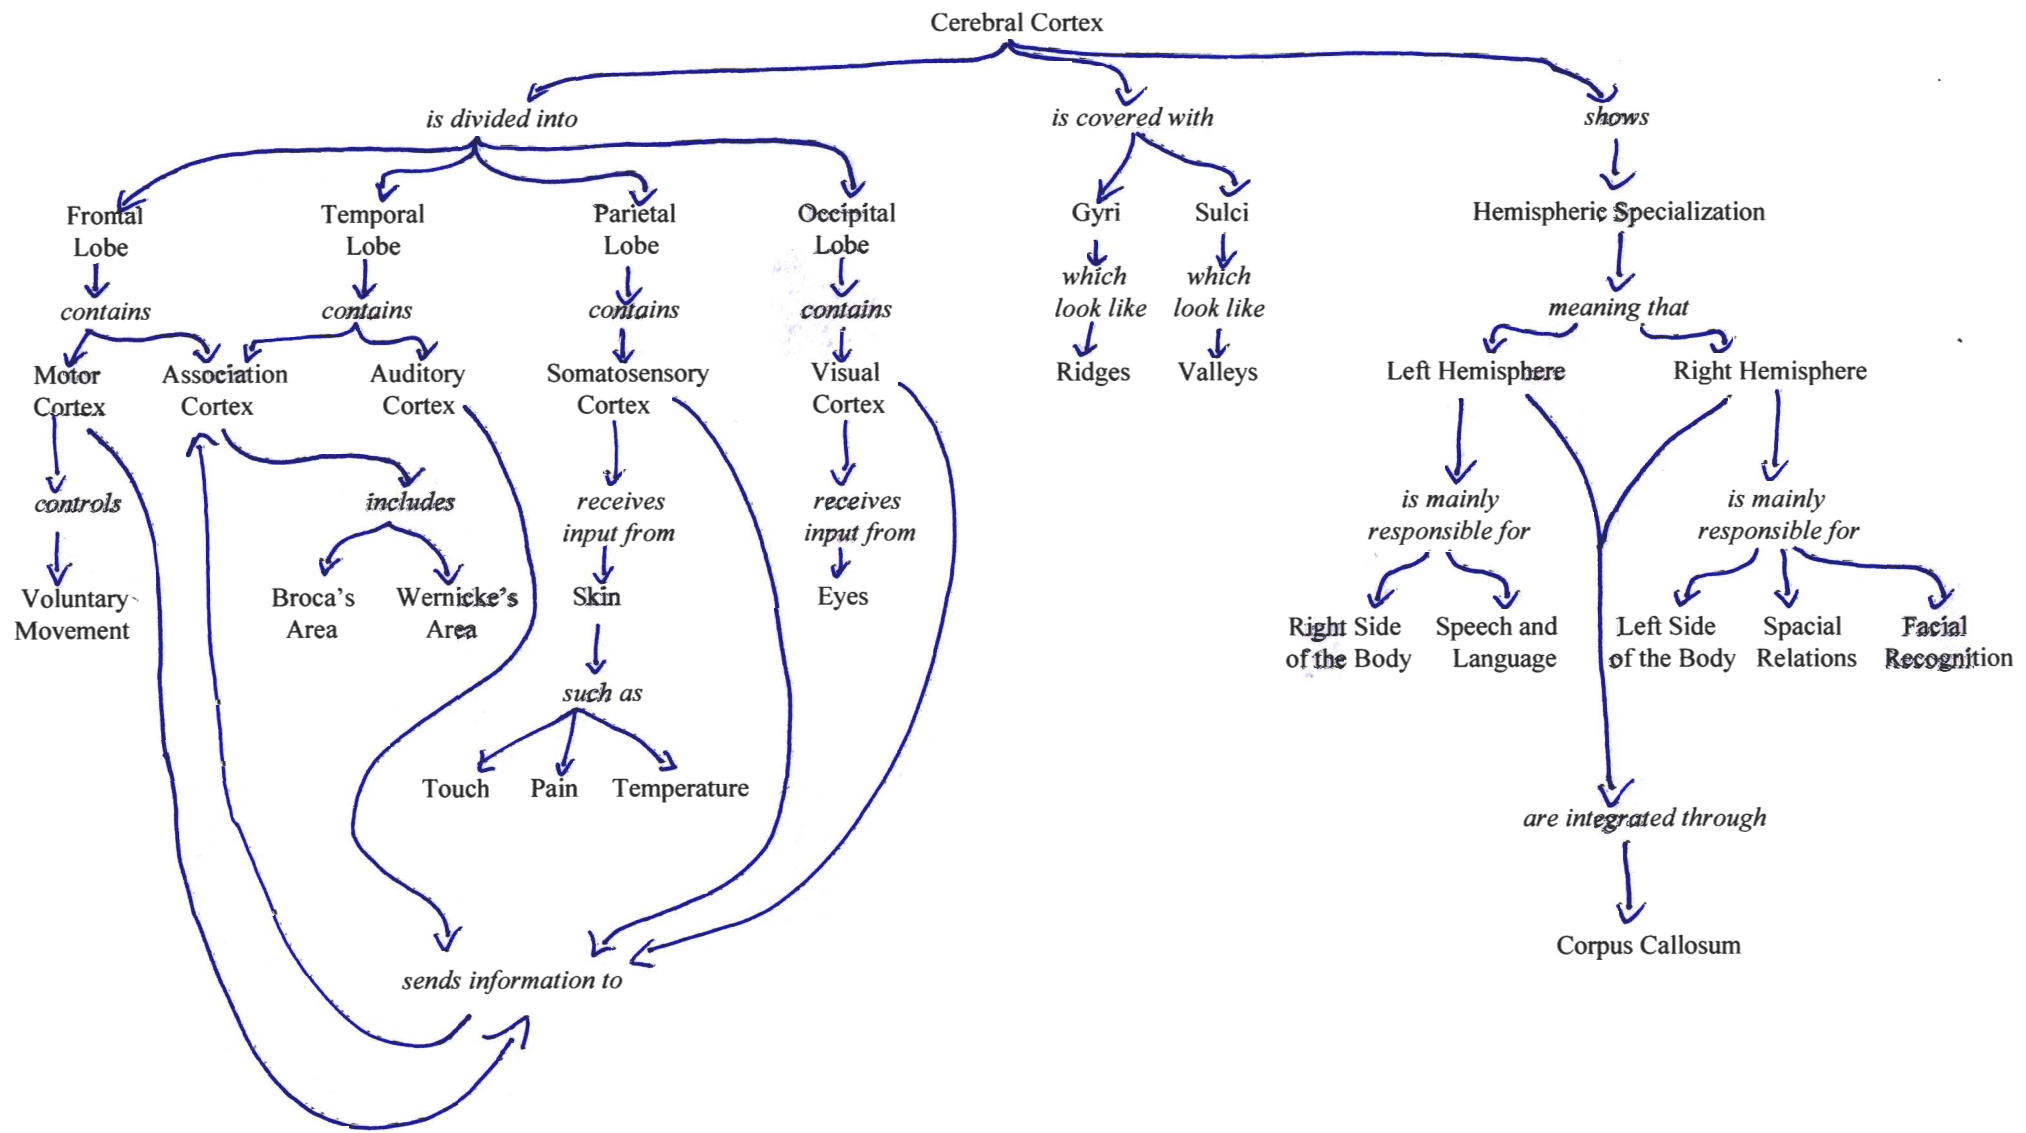 Cerebral Cortex
is divided into
is covered with
shows
Frontal
Lobe
Temporal
Lobe
Parietal
Lobe
Occipital
Lobe
Gyri
Sulci
Hemispheric Specialization
contains
contains
contains
contains
which
look like
which
look like
meaning that
Motor
Cortex
Association
Cortex
Auditory
Cortex
Somatosensory
Cortex
Visual
Cortex
Ridges
Valleys
Left Hemisphere
Right Hemisphere
controls
includes
receives
input from
receives
input from
is mainly
responsible for
is mainly
responsible for
Voluntary
Movement
Broca's
Area
Wernicke's
Area
Skin
Eyes
Right Side
of the Body
Speech and
Language
Left Side
of the Body
Spacial
Relations
Facial
Recognition
such as
Touch
Pain
Temperature
are integrated through
Corpus Callosum
sends information to